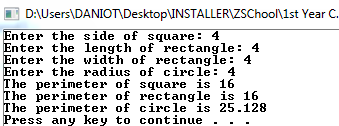 D:\Users\DANIOT\Desktop\INSTALLER\ZSChool\1st Year C.
Enter the side of square: 4
Enter the length of rectangle: 4
Enter the width of rectangle: 4
Enter the radius of circle: 4
The perimeter of square is 16
The perimeter of rectangle is 16
The perimeter of circle is 25.128
Press any key to continue . . .